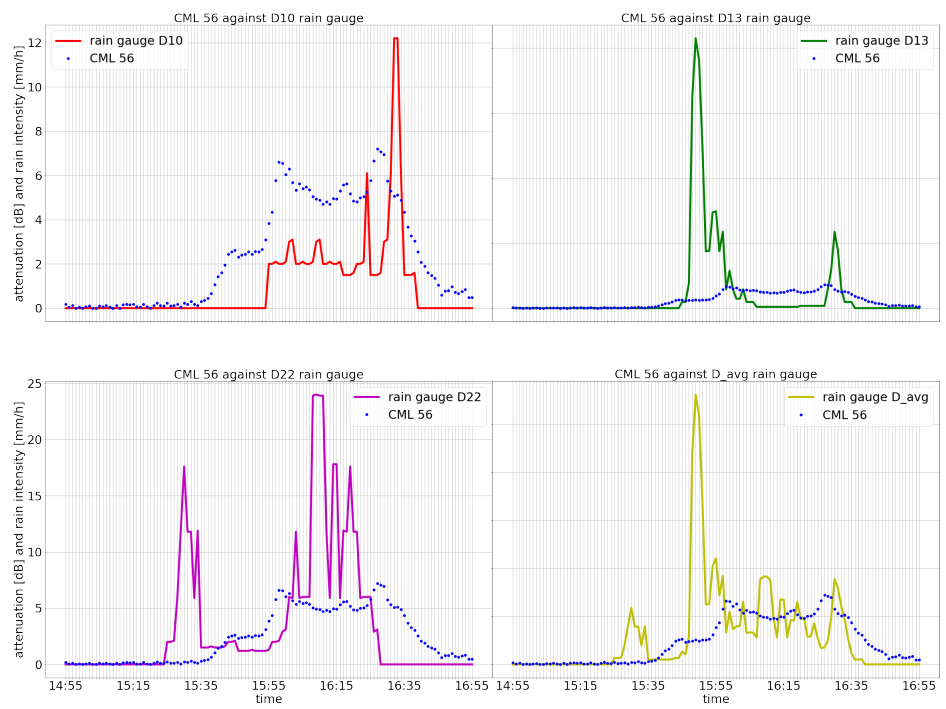 CML 56 against D10 rain gauge
CML 56 against D13 rain gauge
attenuation [dB] and rain intensity [mm/h]
12
10
8
6
4
2
0
rain gauge D10
CML 56
rain gauge D13
CML 56
CML 56 against D22 rain gauge
CML 56 against D_avg rain gauge
attenuation [dB] and rain intensity [mm/h]
25
20
15
10
5
0
rain gauge D22
CML 56
rain gauge D_avg
CML 56
14:55 15:15 15:35 15:55 16:15 16:35 16:55
time
14:55 15:15 15:35 15:55 16:15 16:35 16:55
time